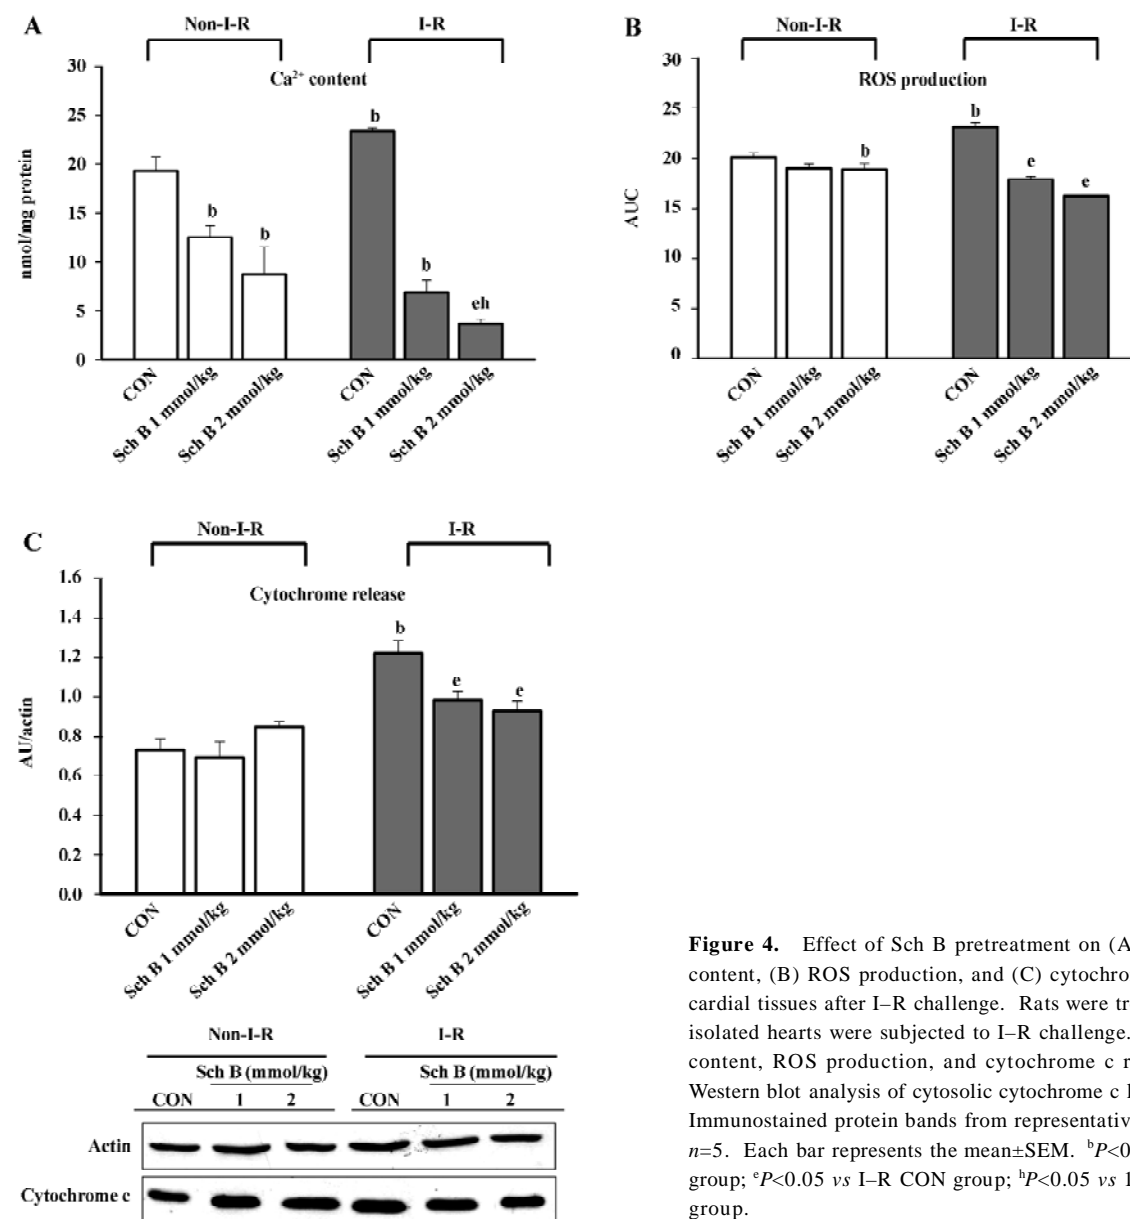 A
Non-I-R
I-R
Ca²⁺ content
nmol/mg protein
30
25
20
15
10
5
0
b
b
b
b
eh
CON
Sch B 1 mmol/kg
Sch B 2 mmol/kg
CON
Sch B 1 mmol/kg
Sch B 2 mmol/kg
B
Non-I-R
I-R
ROS production
AUC
30
25
20
15
10
5
0
b
b
e
e
CON
Sch B 1 mmol/kg
Sch B 2 mmol/kg
CON
Sch B 1 mmol/kg
Sch B 2 mmol/kg
C
Non-I-R
I-R
Cytochrome release
AU/actin
1.6
1.4
1.2
1.0
0.8
0.6
0.4
0.2
0.0
b
e
e
CON
Sch B 1 mmol/kg
Sch B 2 mmol/kg
CON
Sch B 1 mmol/kg
Sch B 2 mmol/kg
Non-I-R I-R
Sch B (mmol/kg) Sch B (mmol/kg)
CON 1 2 CON 1 2
Actin
Cytochrome c
Figure 4. Effect of Sch B pretreatment on (A
content, (B) ROS production, and (C) cytochro
cardial tissues after I–R challenge. Rats were tr
isolated hearts were subjected to I–R challenge.
content, ROS production, and cytochrome c r
Western blot analysis of cytosolic cytochrome c
Immunostained protein bands from representativ
n=5. Each bar represents the mean±SEM. ᵇP<0
group; ᵉP<0.05 vs I–R CON group; ʰP<0.05 vs 1
group.